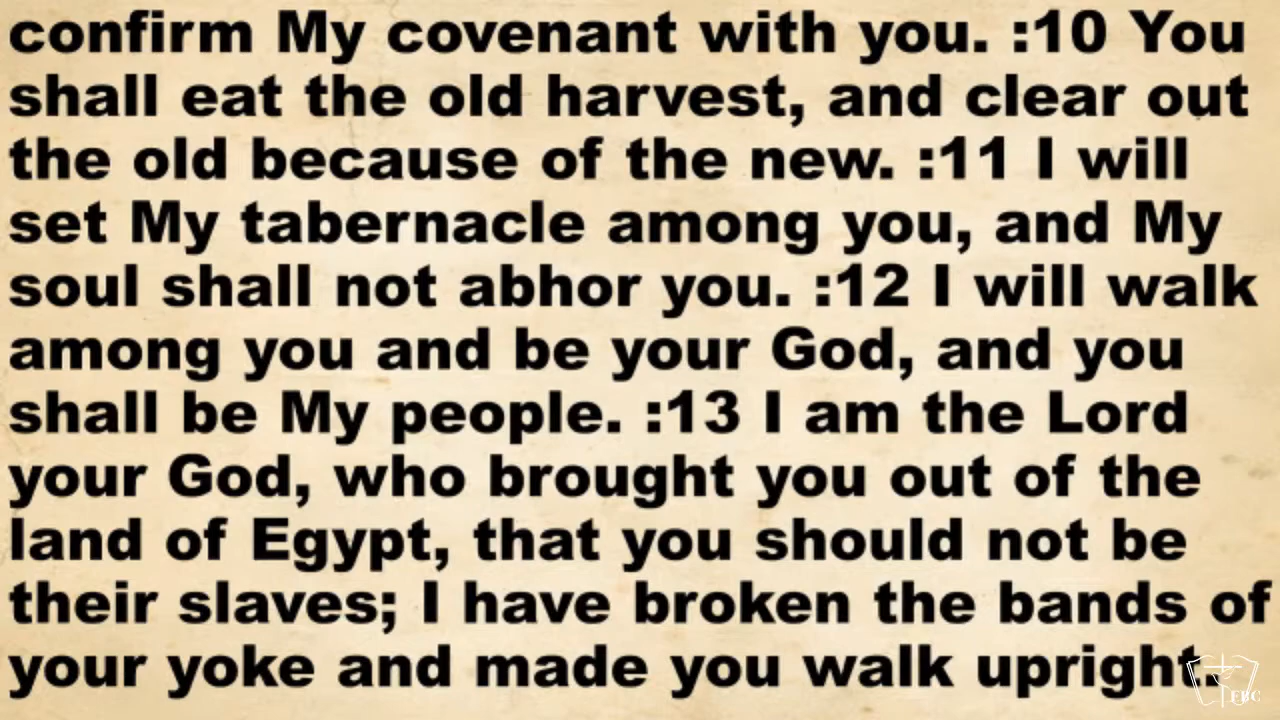 confirm My covenant with you. :10 You
shall eat the old harvest, and clear out
the old because of the new. :11 I will
set My tabernacle among you, and My
soul shall not abhor you. :12 I will walk
among you and be your God, and you
shall be My people. :13 I am the Lord
your God, who brought you out of the
land of Egypt, that you should not be
their slaves; I have broken the bands of
your yoke and made you walk upright.